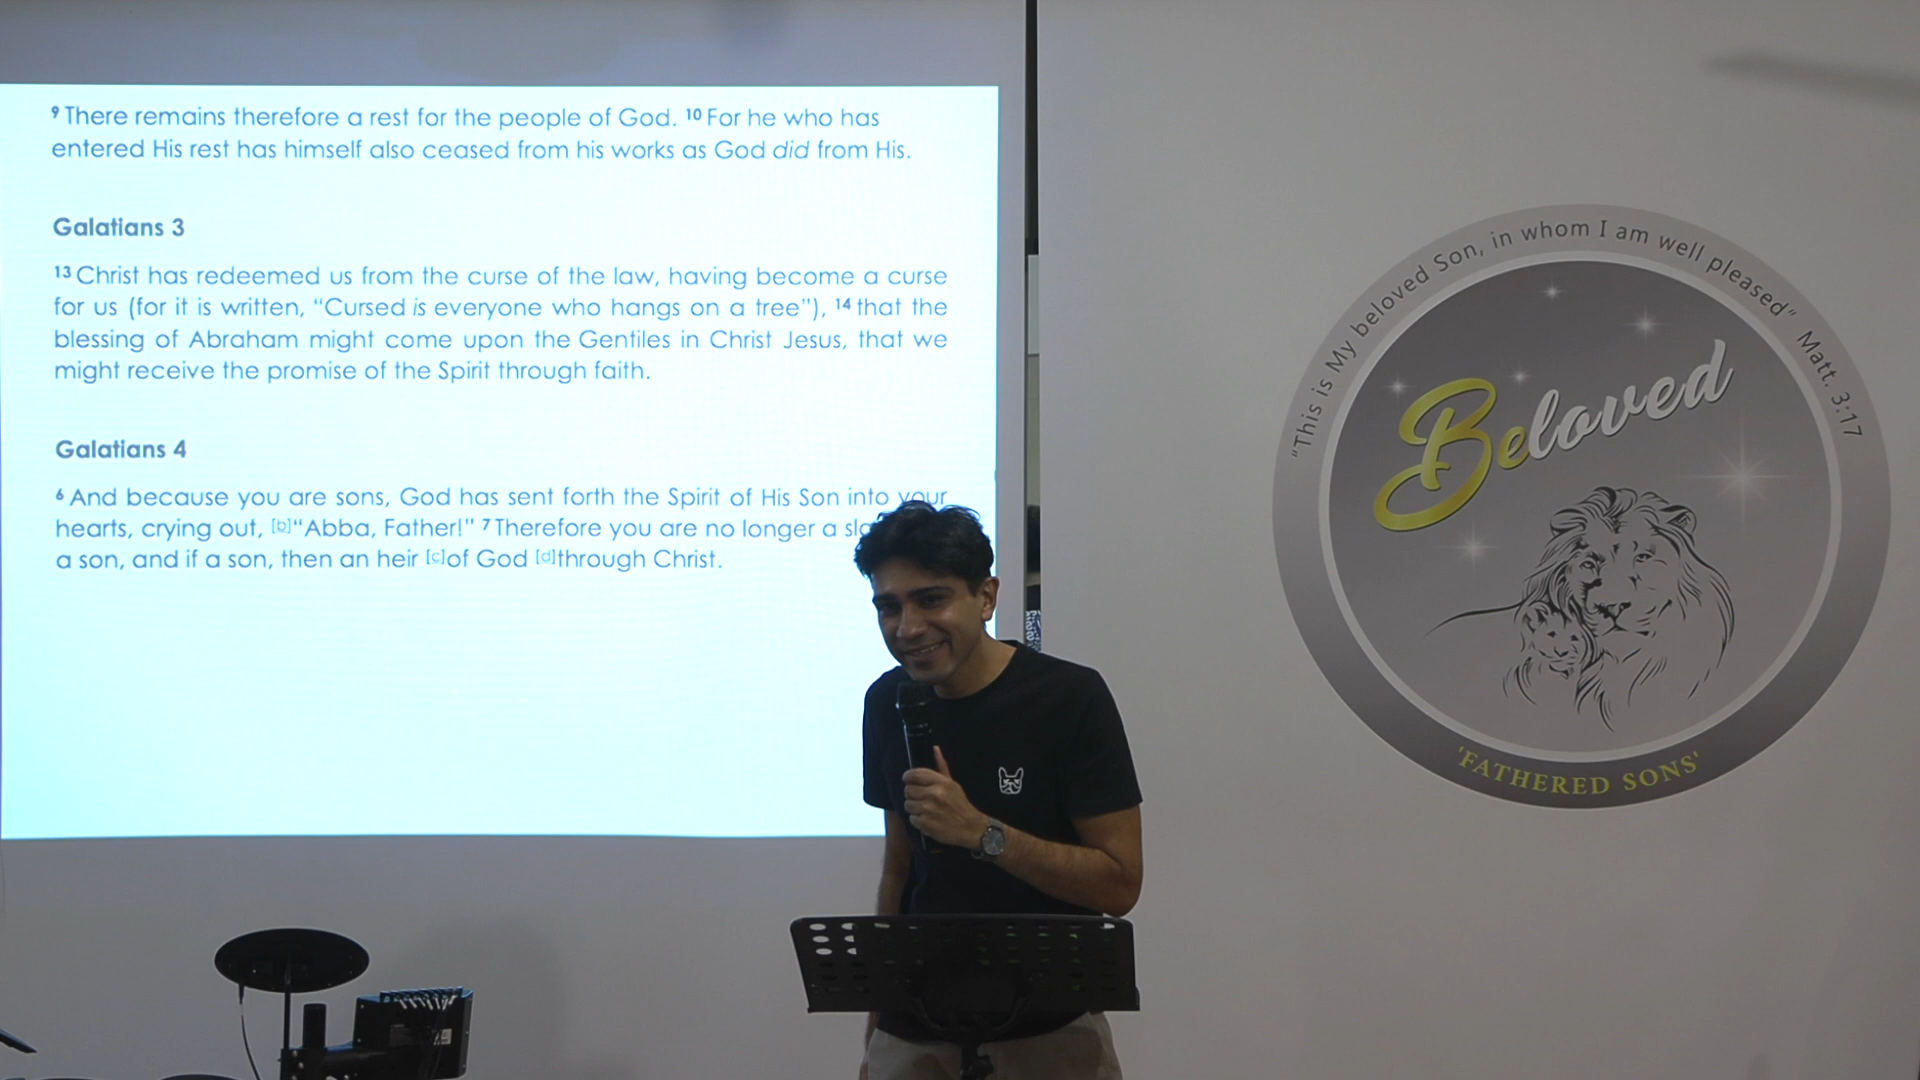 ⁹ There remains therefore a rest for the people of God. ¹⁰ For he who has
entered His rest has himself also ceased from his works as God did from His.
Galatians 3
¹³ Christ has redeemed us from the curse of the law, having become a curse
for us (for it is written, “Cursed is everyone who hangs on a tree”), ¹⁴ that the
blessing of Abraham might come upon the Gentiles in Christ Jesus, that we
might receive the promise of the Spirit through faith.
Galatians 4
⁶ And because you are sons, God has sent forth the Spirit of His Son into your
hearts, crying out, [b]“Abba, Father!” ⁷ Therefore you are no longer a
a son, and if a son, then an heir [c]of God [d]through Christ.
“This is My beloved Son, in whom I am well pleased” Matt. 3:17
Beloved
'FATHERED SONS'